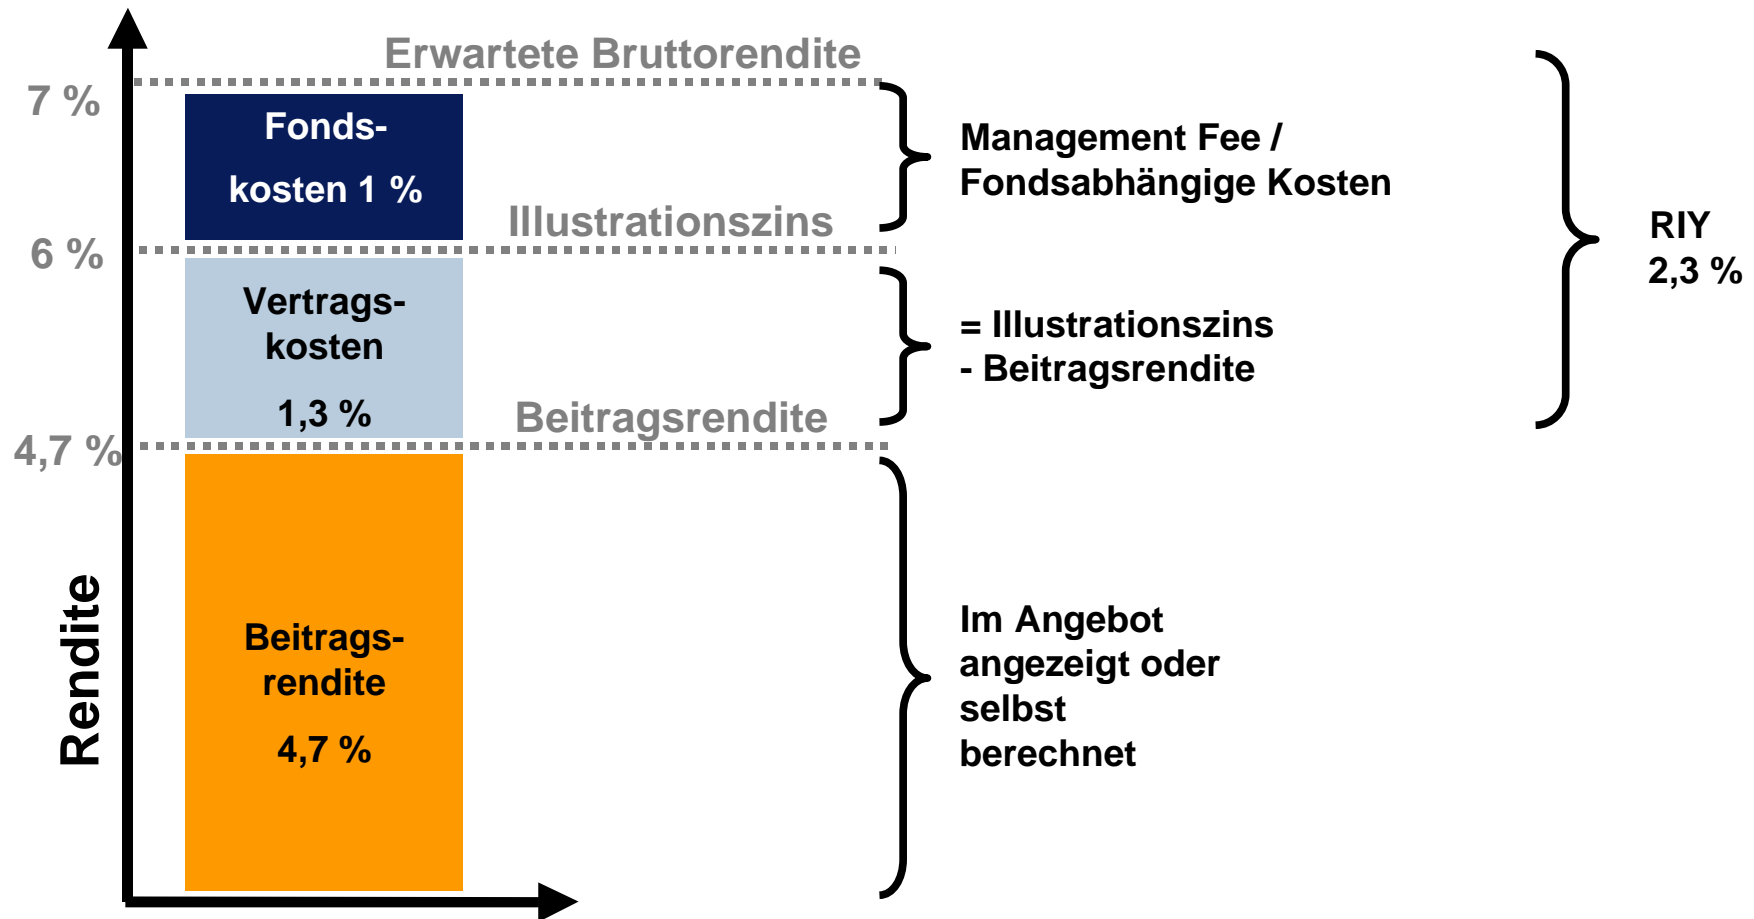 Erwartete Bruttorendite
7 %
Fonds-
kosten 1 %
Management Fee /
Fondsabhängige Kosten
Illustrationszins
6 %
RIY
2,3 %
Vertrags-
kosten
1,3 %
= Illustrationszins
- Beitragsrendite
Beitragsrendite
4,7 %
Rendite
Beitrags-
rendite
4,7 %
Im Angebot
angezeigt oder
selbst
berechnet